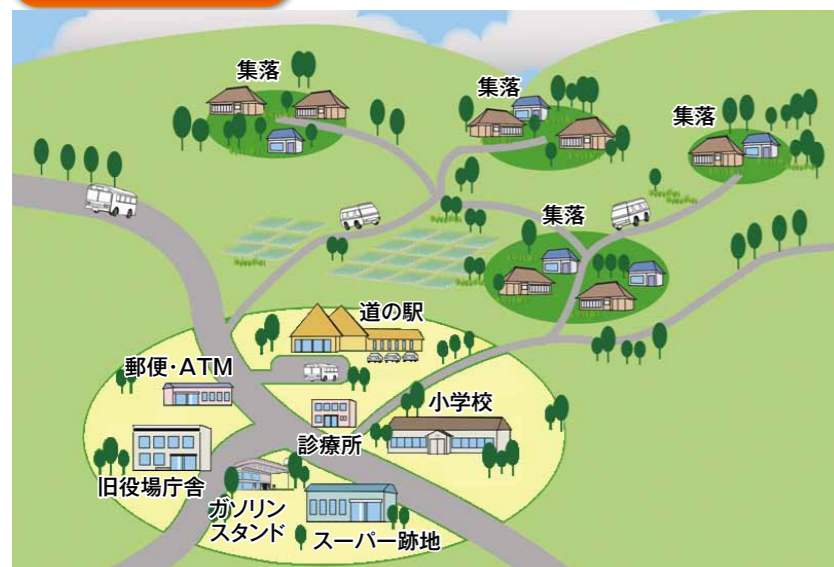 集落
集落
集落
集落
道の駅
郵便・ATM
小学校
診療所
旧役場庁舎
ガソリン
スタンド
スーパー跡地